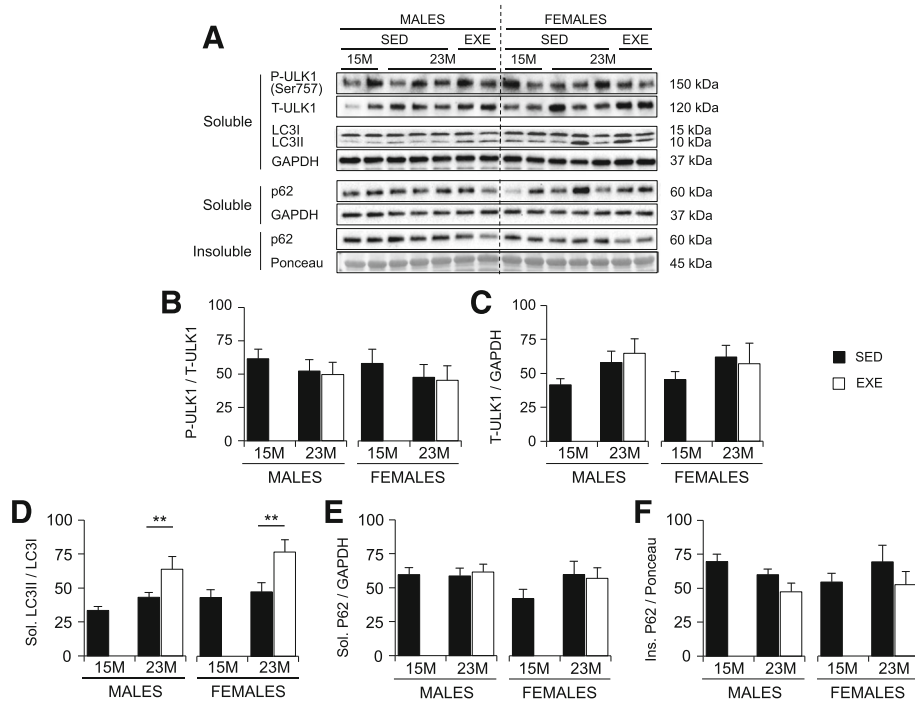 MALES FEMALES
A SED EXE SED EXE
15M 23M 15M 23M
P-ULK1
(Ser757) 150 kDa
T-ULK1 120 kDa
Soluble
LC3I 15 kDa
LC3II 10 kDa
GAPDH 37 kDa
Soluble p62 60 kDa
GAPDH 37 kDa
Insoluble p62 60 kDa
Ponceau 45 kDa
B
P-ULK1 / T-ULK1
100
75
50
25
0
15M 23M 15M 23M
MALES FEMALES
C
T-ULK1 / GAPDH
100
75
50
25
0
15M 23M 15M 23M
MALES FEMALES
SED
EXE
D
Sol. LC3II / LC3I
100
75
50
25
0
** **
15M 23M 15M 23M
MALES FEMALES
E
Sol. P62 / GAPDH
100
75
50
25
0
15M 23M 15M 23M
MALES FEMALES
F
Ins. P62 / Ponceau
100
75
50
25
0
15M 23M 15M 23M
MALES FEMALES